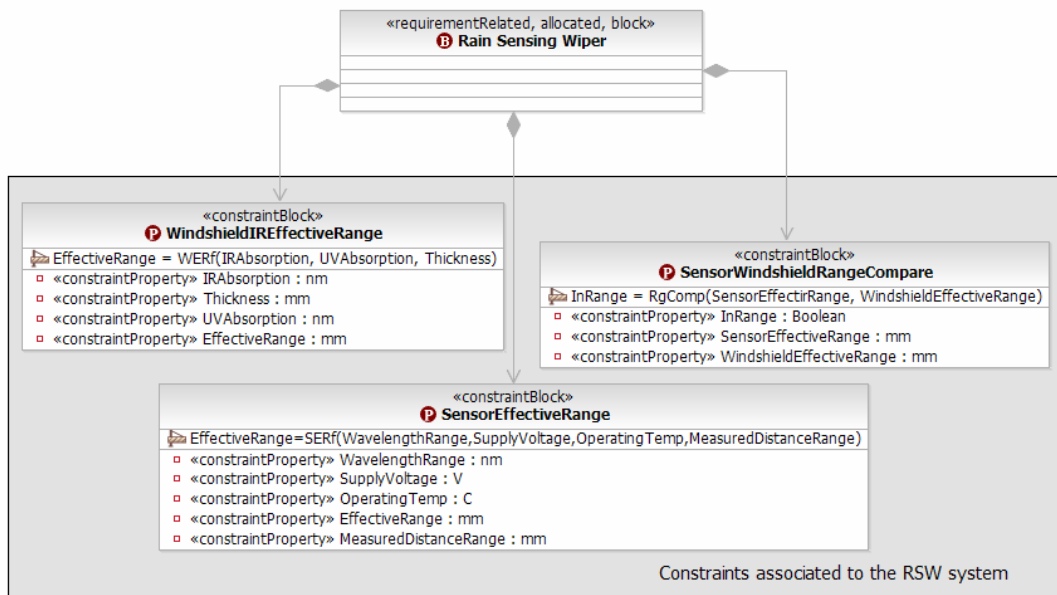 «requirementRelated, allocated, block»
B Rain Sensing Wiper
«constraintBlock»
P WindshieldIREffectiveRange
EffectiveRange = WERf(IRAbsorption, UVAbsorption, Thickness)
«constraintProperty» IRAbsorption : nm
«constraintProperty» Thickness : mm
«constraintProperty» UVAbsorption : nm
«constraintProperty» EffectiveRange : mm
«constraintBlock»
P SensorWindshieldRangeCompare
InRange = RgComp(SensorEffectirRange, WindshieldEffectiveRange)
«constraintProperty» InRange : Boolean
«constraintProperty» SensorEffectiveRange : mm
«constraintProperty» WindshieldEffectiveRange : mm
«constraintBlock»
P SensorEffectiveRange
EffectiveRange=SERf(WavelengthRange,SupplyVoltage,OperatingTemp,MeasuredDistanceRange)
«constraintProperty» WavelengthRange : nm
«constraintProperty» SupplyVoltage : V
«constraintProperty» OperatingTemp : C
«constraintProperty» EffectiveRange : mm
«constraintProperty» MeasuredDistanceRange : mm
Constraints associated to the RSW system